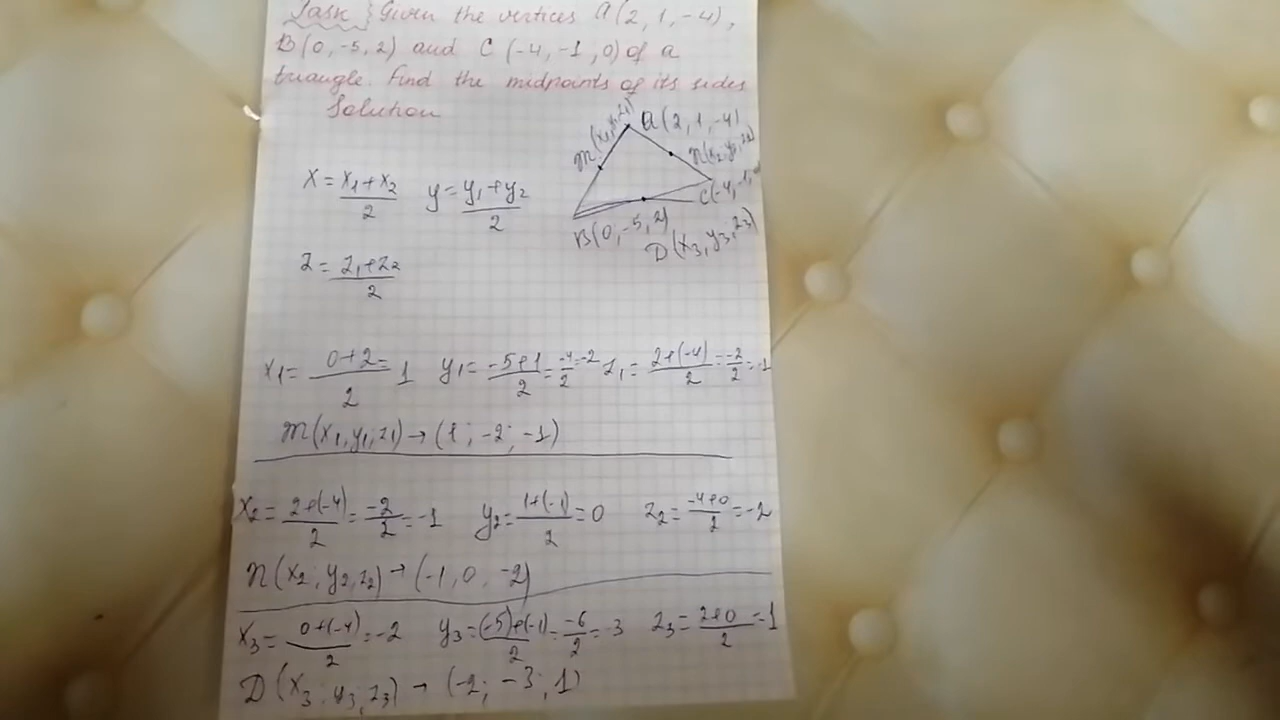 Task Given the vertices A(2, 1, -4),
B(0, -5, 2) and C (-4, -1, 0) of a
triangle. Find the midpoints of its sides
Solution
M(x₁, y₁, z₁) A(2, 1, -4)
N(x₂, y₂, z₂)
x = x₁+x₂/2 y = y₁+y₂/2
C(-4, -1,
B(0, -5, 2)
D(x₃, y₃, z₃)
z = z₁+z₂/2
x₁ = 0+2/2 = 1 y₁ = -5+1/2 = -4/2 = -2 z₁ = 2+(-4)/2 = -2/2 = -1
M(x₁, y₁, z₁) → (1; -2; -1)
x₂ = 2+(-4)/2 = -2/2 = -1 y₂ = 1+(-1)/2 = 0 z₂ = -4+0/2 = -2
N(x₂; y₂, z₂) → (-1, 0, -2)
x₃ = 0+(-4)/2 = -2 y₃ = (-5)+(-1)/2 = -6/2 = -3 z₃ = 2+0/2 = 1
D(x₃; y₃, z₃) → (-2; -3; 1)